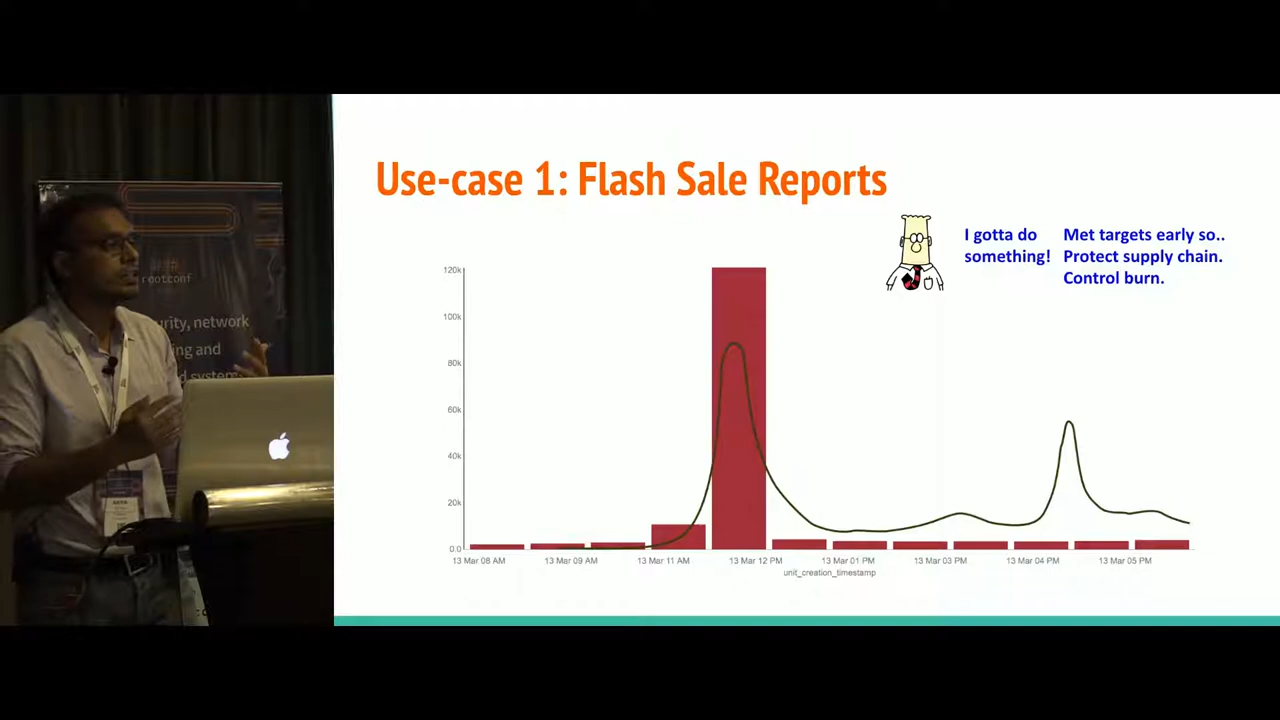 Use-case 1: Flash Sale Reports
I gotta do
something!
Met targets early so..
Protect supply chain.
Control burn.
120k
100k
80k
60k
40k
20k
0.0
13 Mar 08 AM
13 Mar 09 AM
13 Mar 11 AM
13 Mar 12 PM
13 Mar 01 PM
13 Mar 03 PM
13 Mar 04 PM
13 Mar 05 PM
unit_creation_timestamp
rootconf
urity, network
ing and
d system